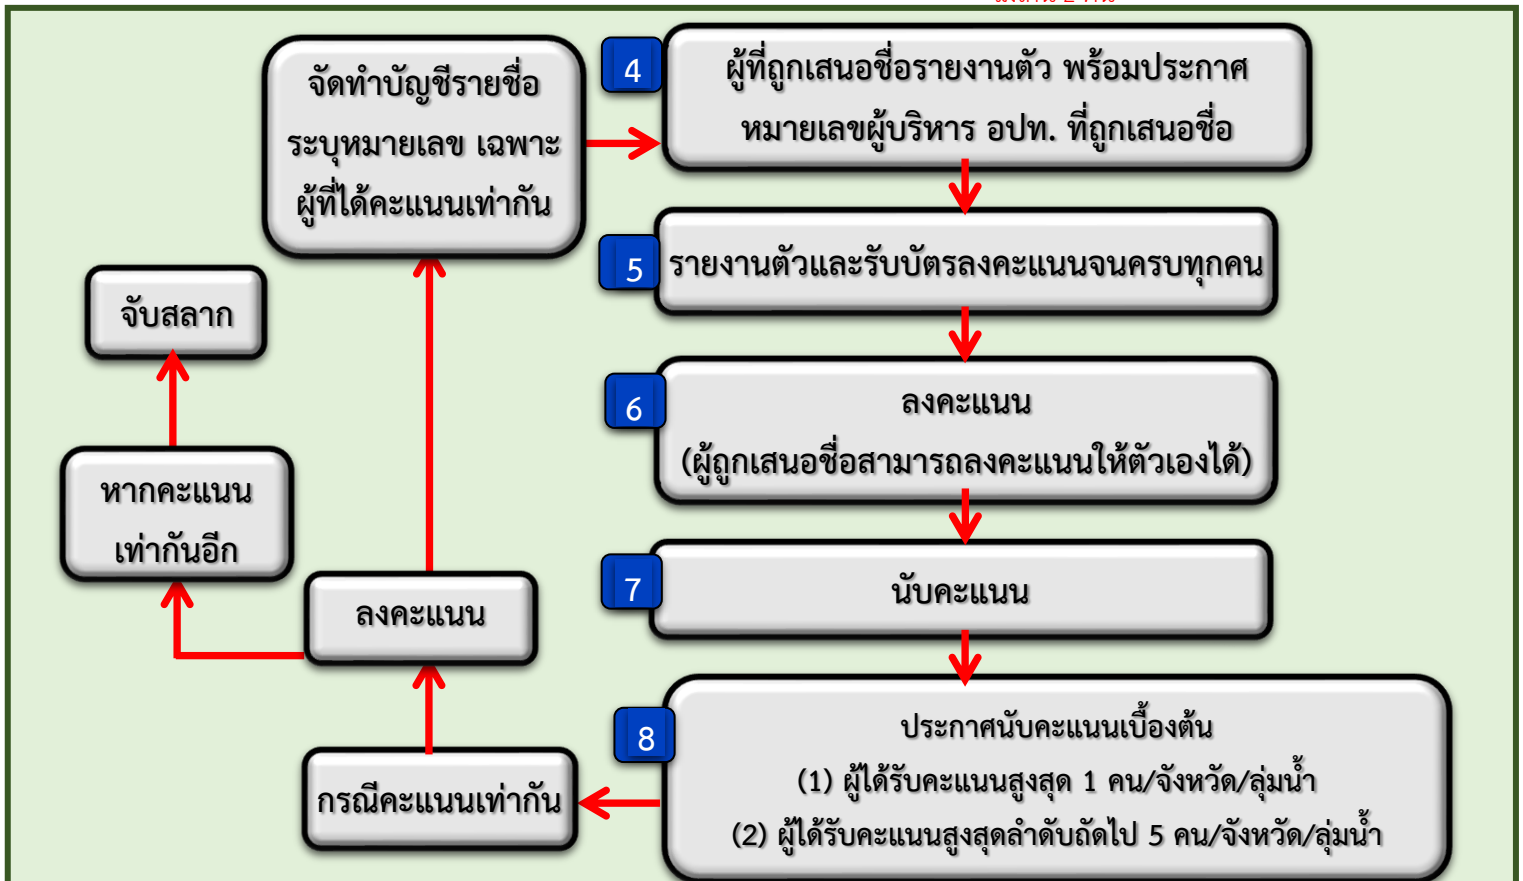 4
ผู้ที่ถูกเสนอชื่อรายงานตัว พร้อมประกาศ
หมายเลขผู้บริหาร อปท. ที่ถูกเสนอชื่อ
จัดทำบัญชีรายชื่อ
ระบุหมายเลข เฉพาะ
ผู้ที่ได้คะแนนเท่ากัน
5
รายงานตัวและรับบัตรลงคะแนนจนครบทุกคน
จับสลาก
6
ลงคะแนน
(ผู้ถูกเสนอชื่อสามารถลงคะแนนให้ตัวเองได้)
หากคะแนน
เท่ากันอีก
7
นับคะแนน
ลงคะแนน
8
ประกาศนับคะแนนเบื้องต้น
(1) ผู้ได้รับคะแนนสูงสุด 1 คน/จังหวัด/ลุ่มน้ำ
(2) ผู้ได้รับคะแนนสูงสุดลำดับถัดไป 5 คน/จังหวัด/ลุ่มน้ำ
กรณีคะแนนเท่ากัน